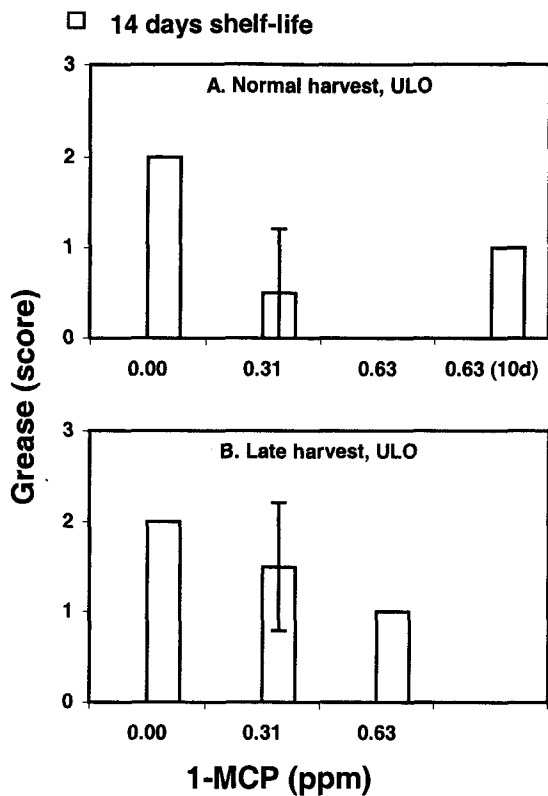 14 days shelf-life
3
A. Normal harvest, ULO
2
1
0
0.00 0.31 0.63 0.63 (10d)
Grease (score)
3
B. Late harvest, ULO
2
1
0
0.00 0.31 0.63
1-MCP (ppm)